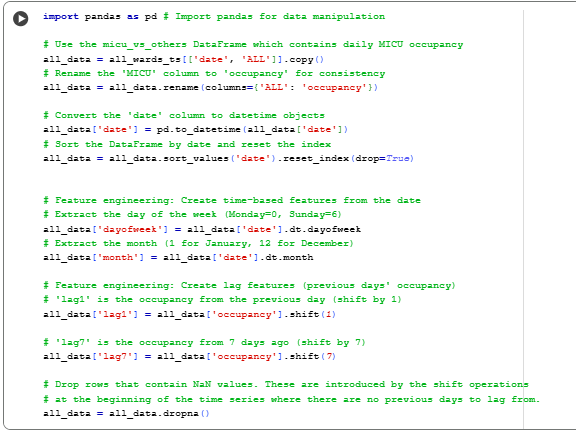 import pandas as pd # Import pandas for data manipulation
# Use the micu_vs_others DataFrame which contains daily MICU occupancy
all_data = all_wards_ts[['date', 'ALL']].copy()
# Rename the 'MICU' column to 'occupancy' for consistency
all_data = all_data.rename(columns={'ALL': 'occupancy'})
# Convert the 'date' column to datetime objects
all_data['date'] = pd.to_datetime(all_data['date'])
# Sort the DataFrame by date and reset the index
all_data = all_data.sort_values('date').reset_index(drop=True)
# Feature engineering: Create time-based features from the date
# Extract the day of the week (Monday=0, Sunday=6)
all_data['dayofweek'] = all_data['date'].dt.dayofweek
# Extract the month (1 for January, 12 for December)
all_data['month'] = all_data['date'].dt.month
# Feature engineering: Create lag features (previous days' occupancy)
# 'lag1' is the occupancy from the previous day (shift by 1)
all_data['lag1'] = all_data['occupancy'].shift(1)
# 'lag7' is the occupancy from 7 days ago (shift by 7)
all_data['lag7'] = all_data['occupancy'].shift(7)
# Drop rows that contain NaN values. These are introduced by the shift operations
# at the beginning of the time series where there are no previous days to lag from.
all_data = all_data.dropna()